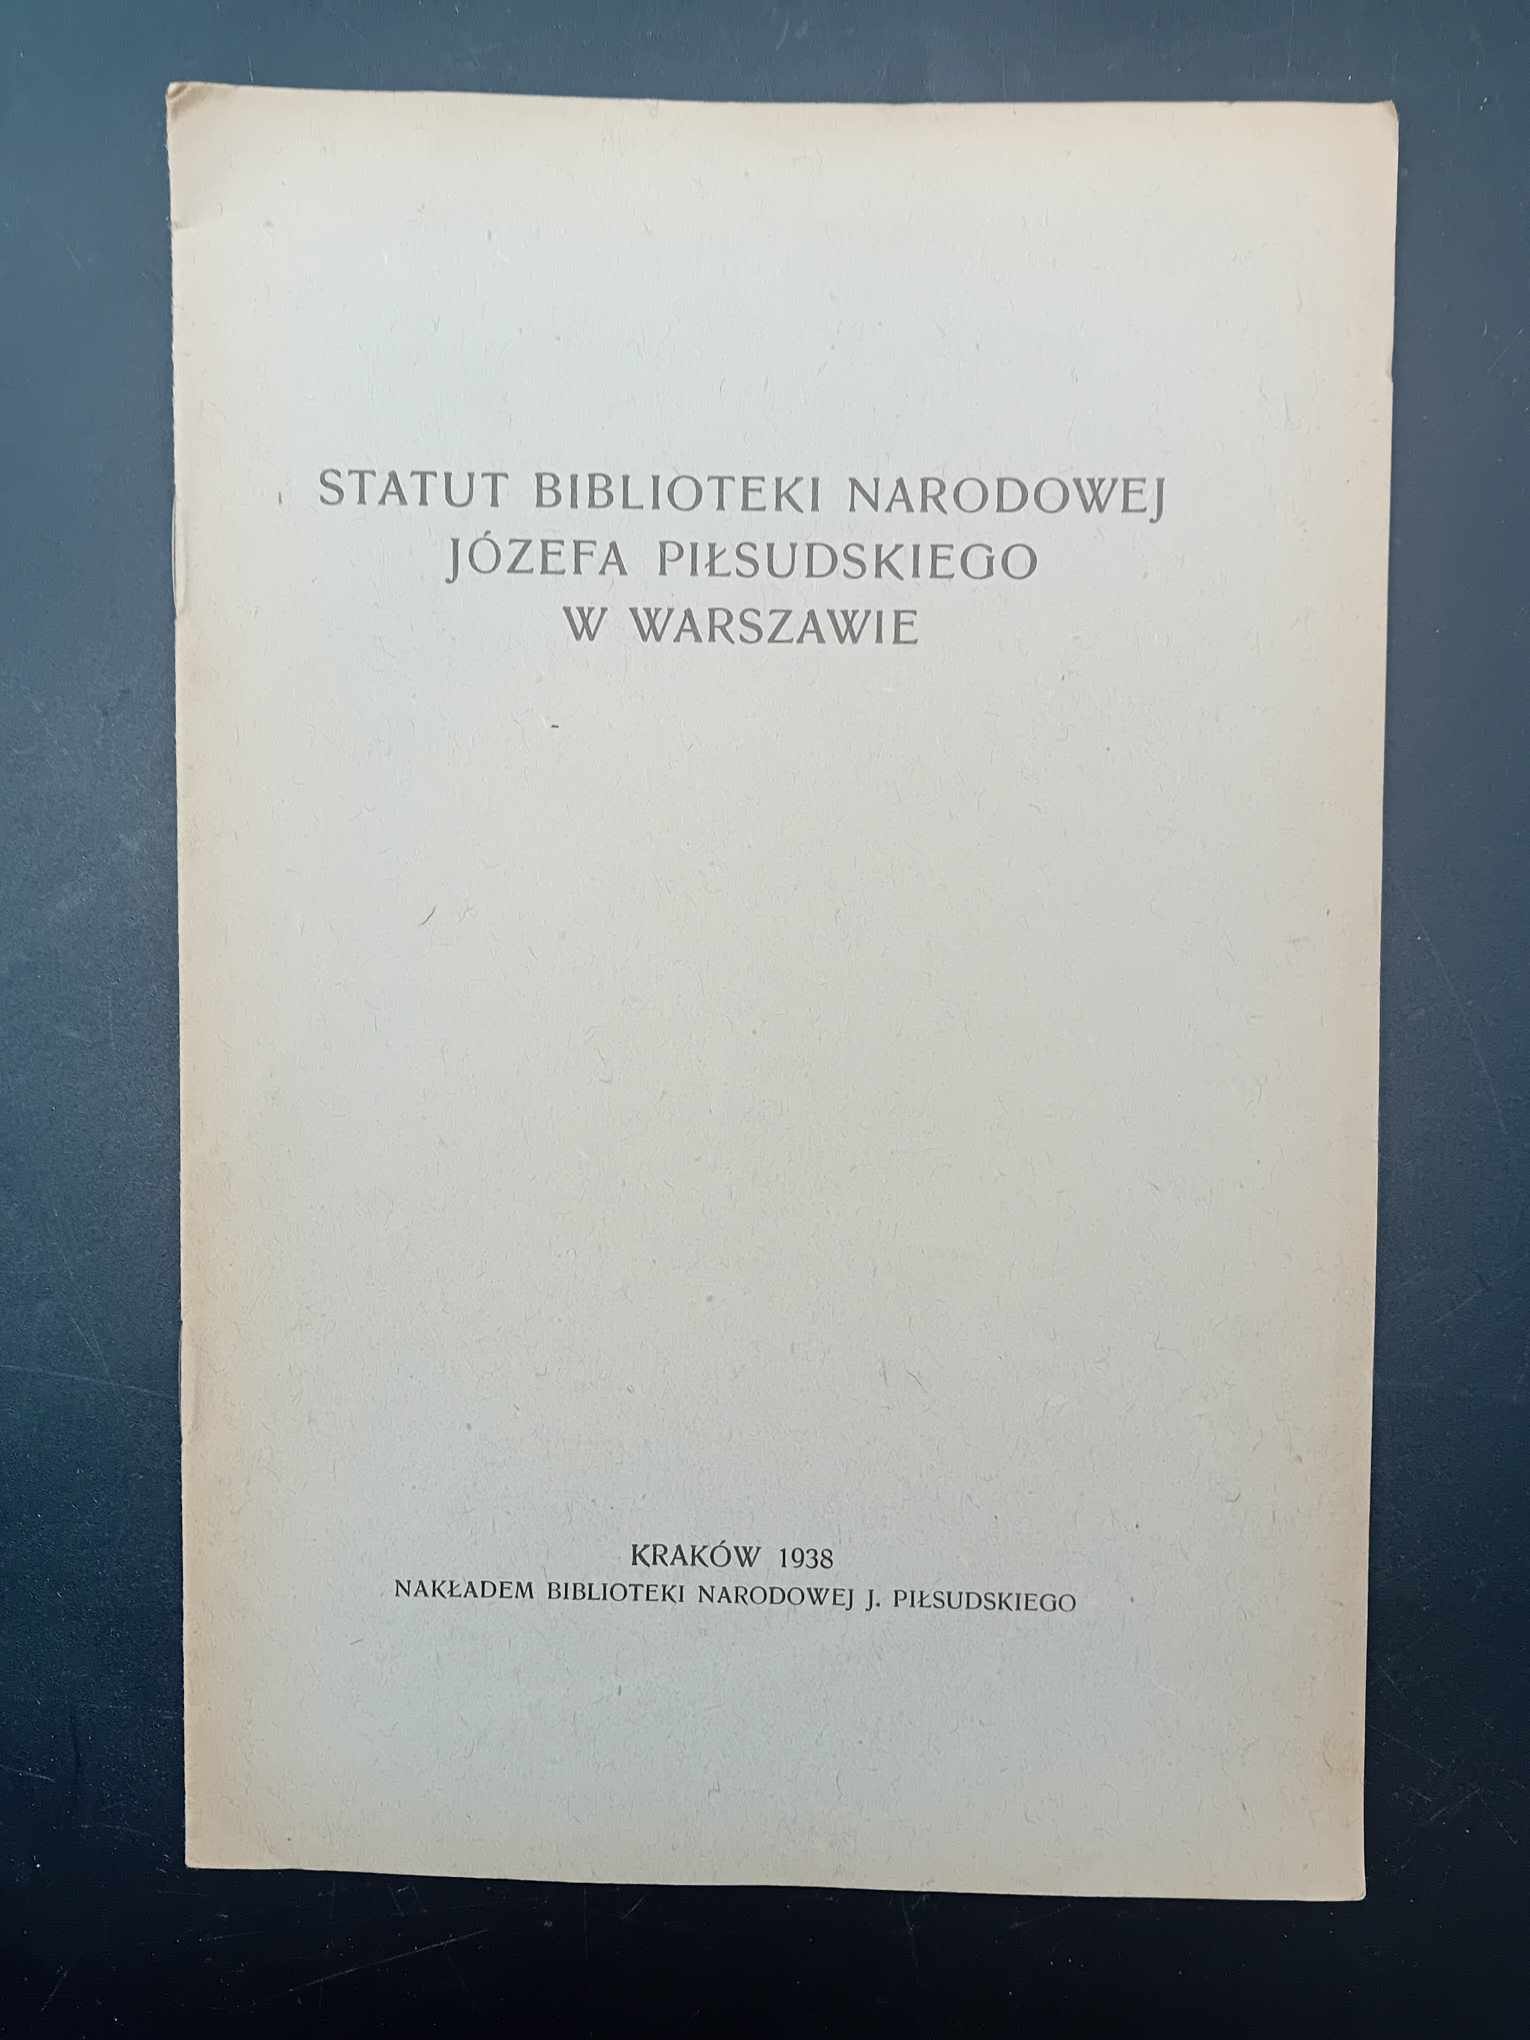 STATUT BIBLIOTEKI NARODOWEJ
JÓZEFA PIŁSUDSKIEGO
W WARSZAWIE
KRAKÓW 1938
NAKŁADEM BIBLIOTEKI NARODOWEJ J. PIŁSUDSKIEGO